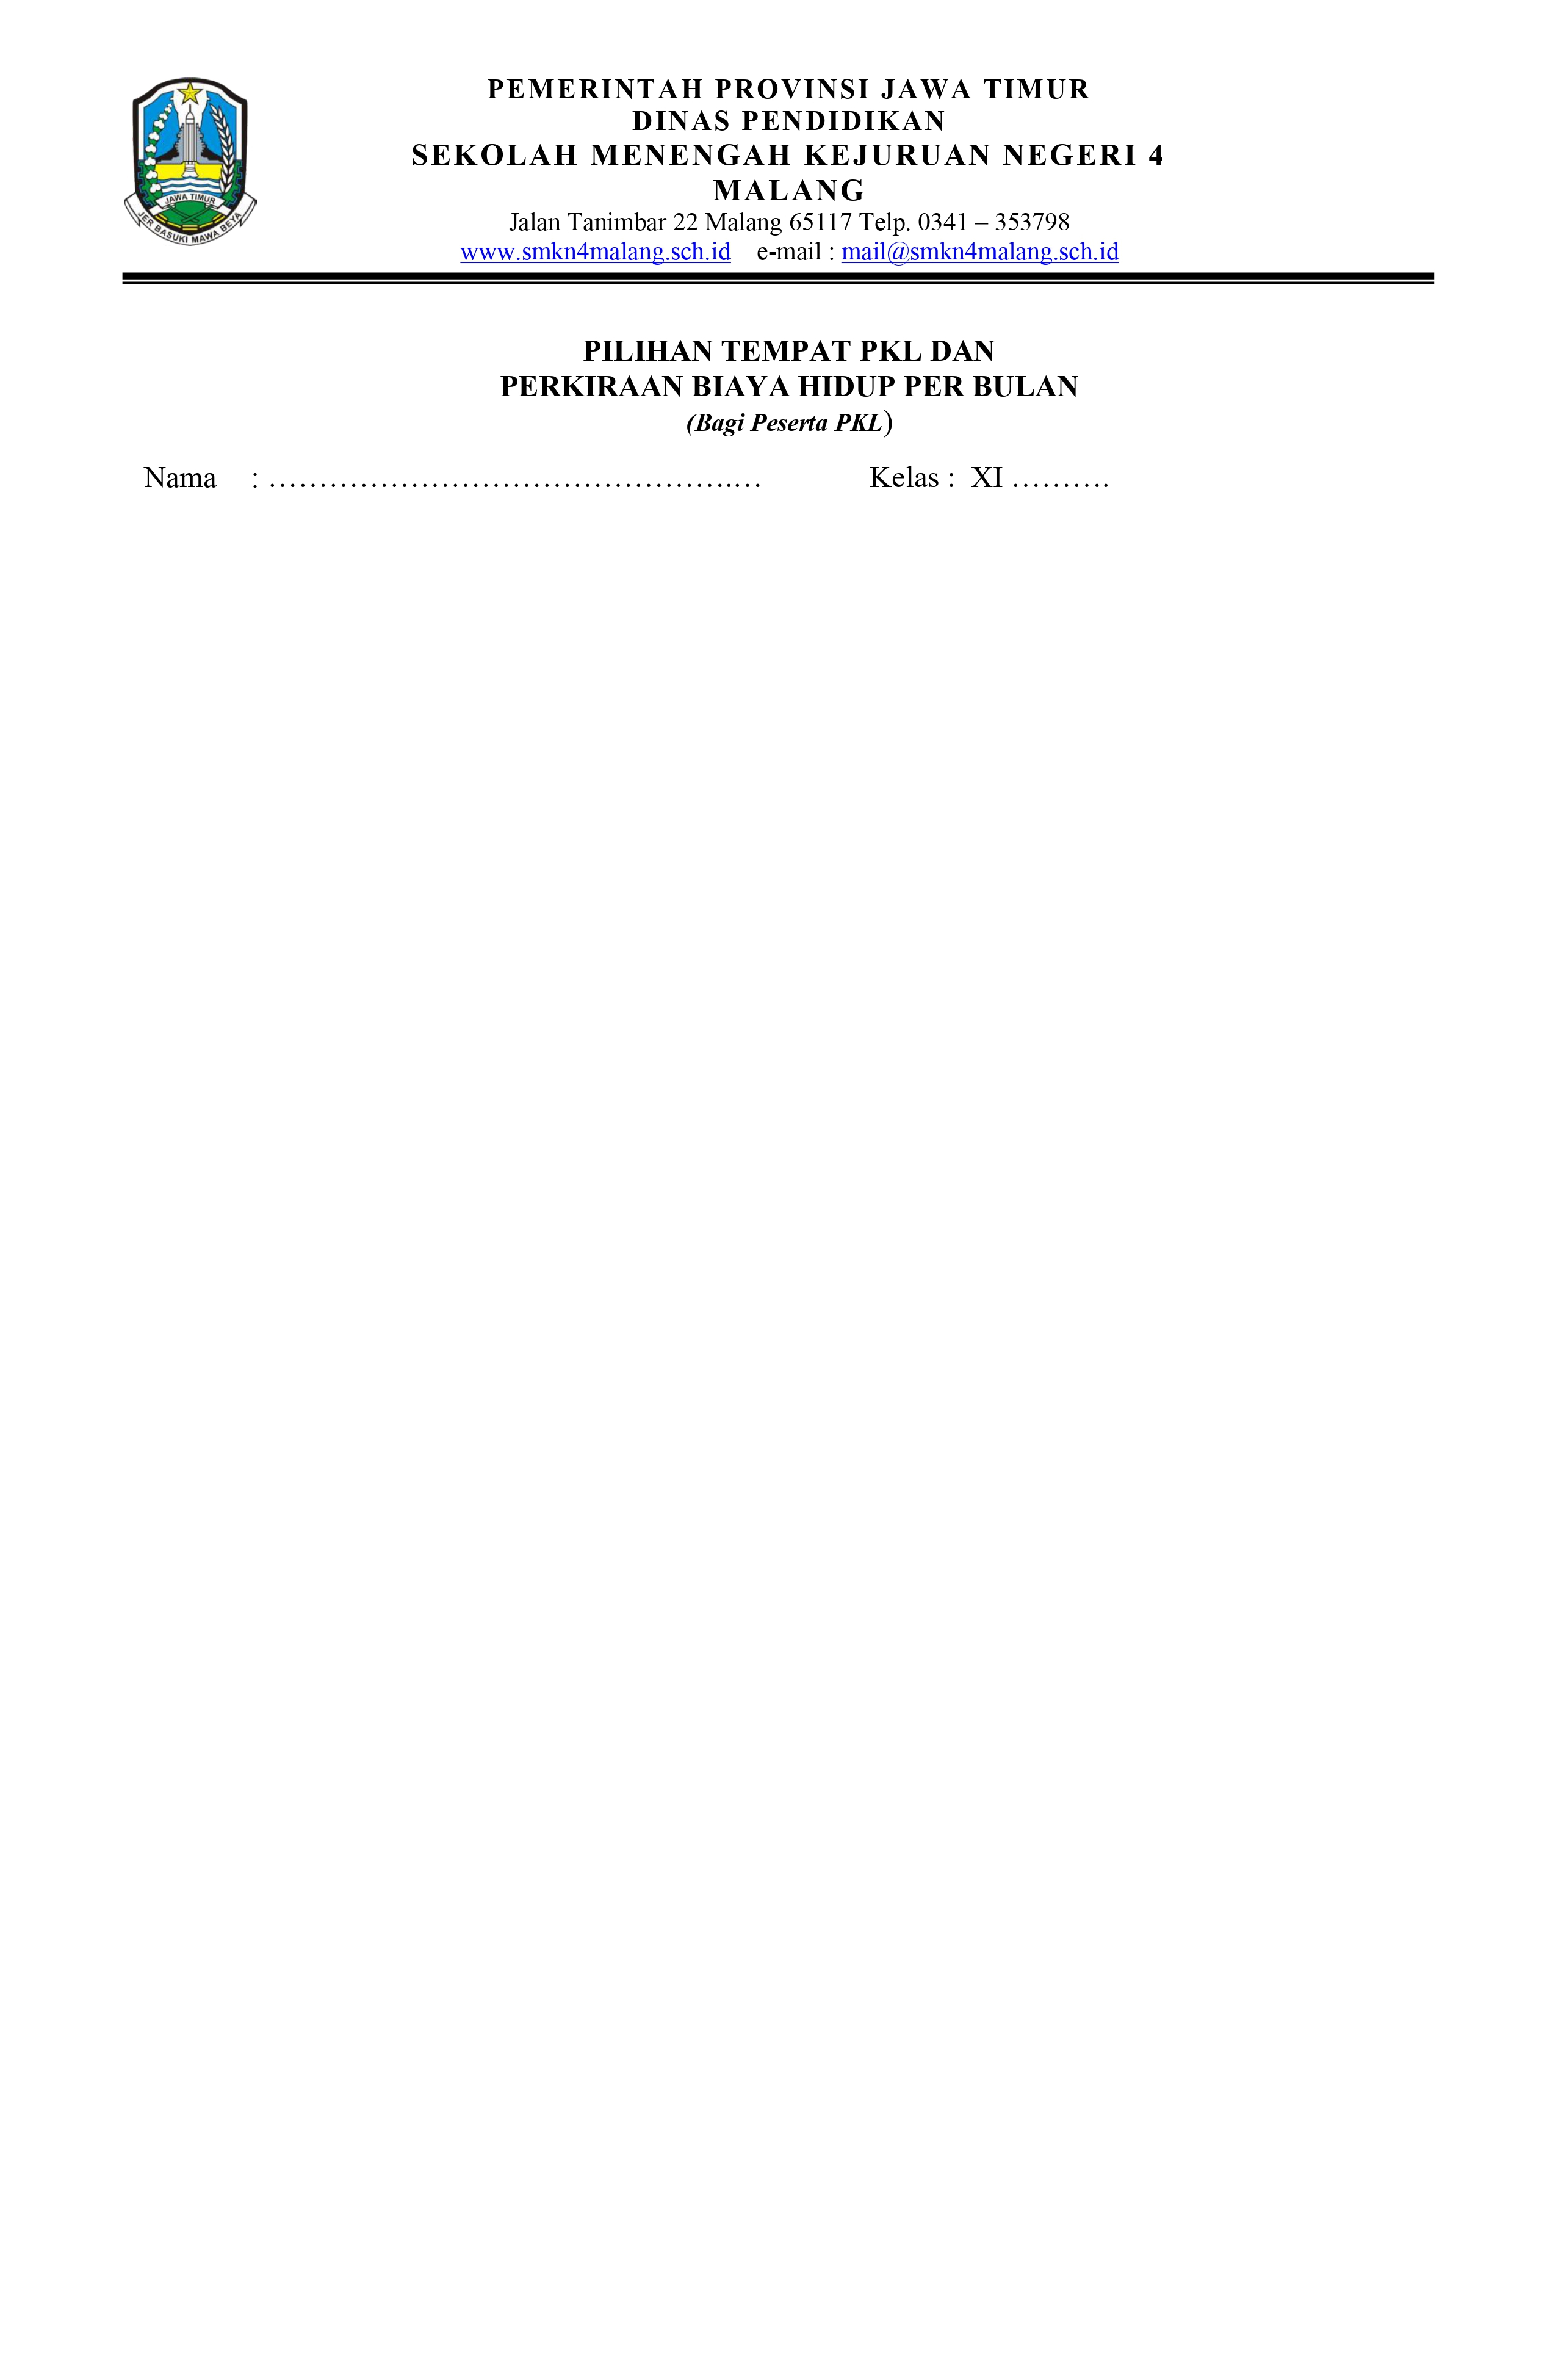 PEMERINTAH PROVINSI JAWA TIMUR
DINAS PENDIDIKAN
SEKOLAH MENENGAH KEJURUAN NEGERI 4
MALANG
Jalan Tanimbar 22 Malang 65117 Telp. 0341 – 353798
www.smkn4malang.sch.id e-mail : mail@smkn4malang.sch.id
JAWA TIMUR
JER BASUKI MAWA BEYA
PILIHAN TEMPAT PKL DAN
PERKIRAAN BIAYA HIDUP PER BULAN
(Bagi Peserta PKL)
Nama : ……………………………………….… Kelas : XI ……….